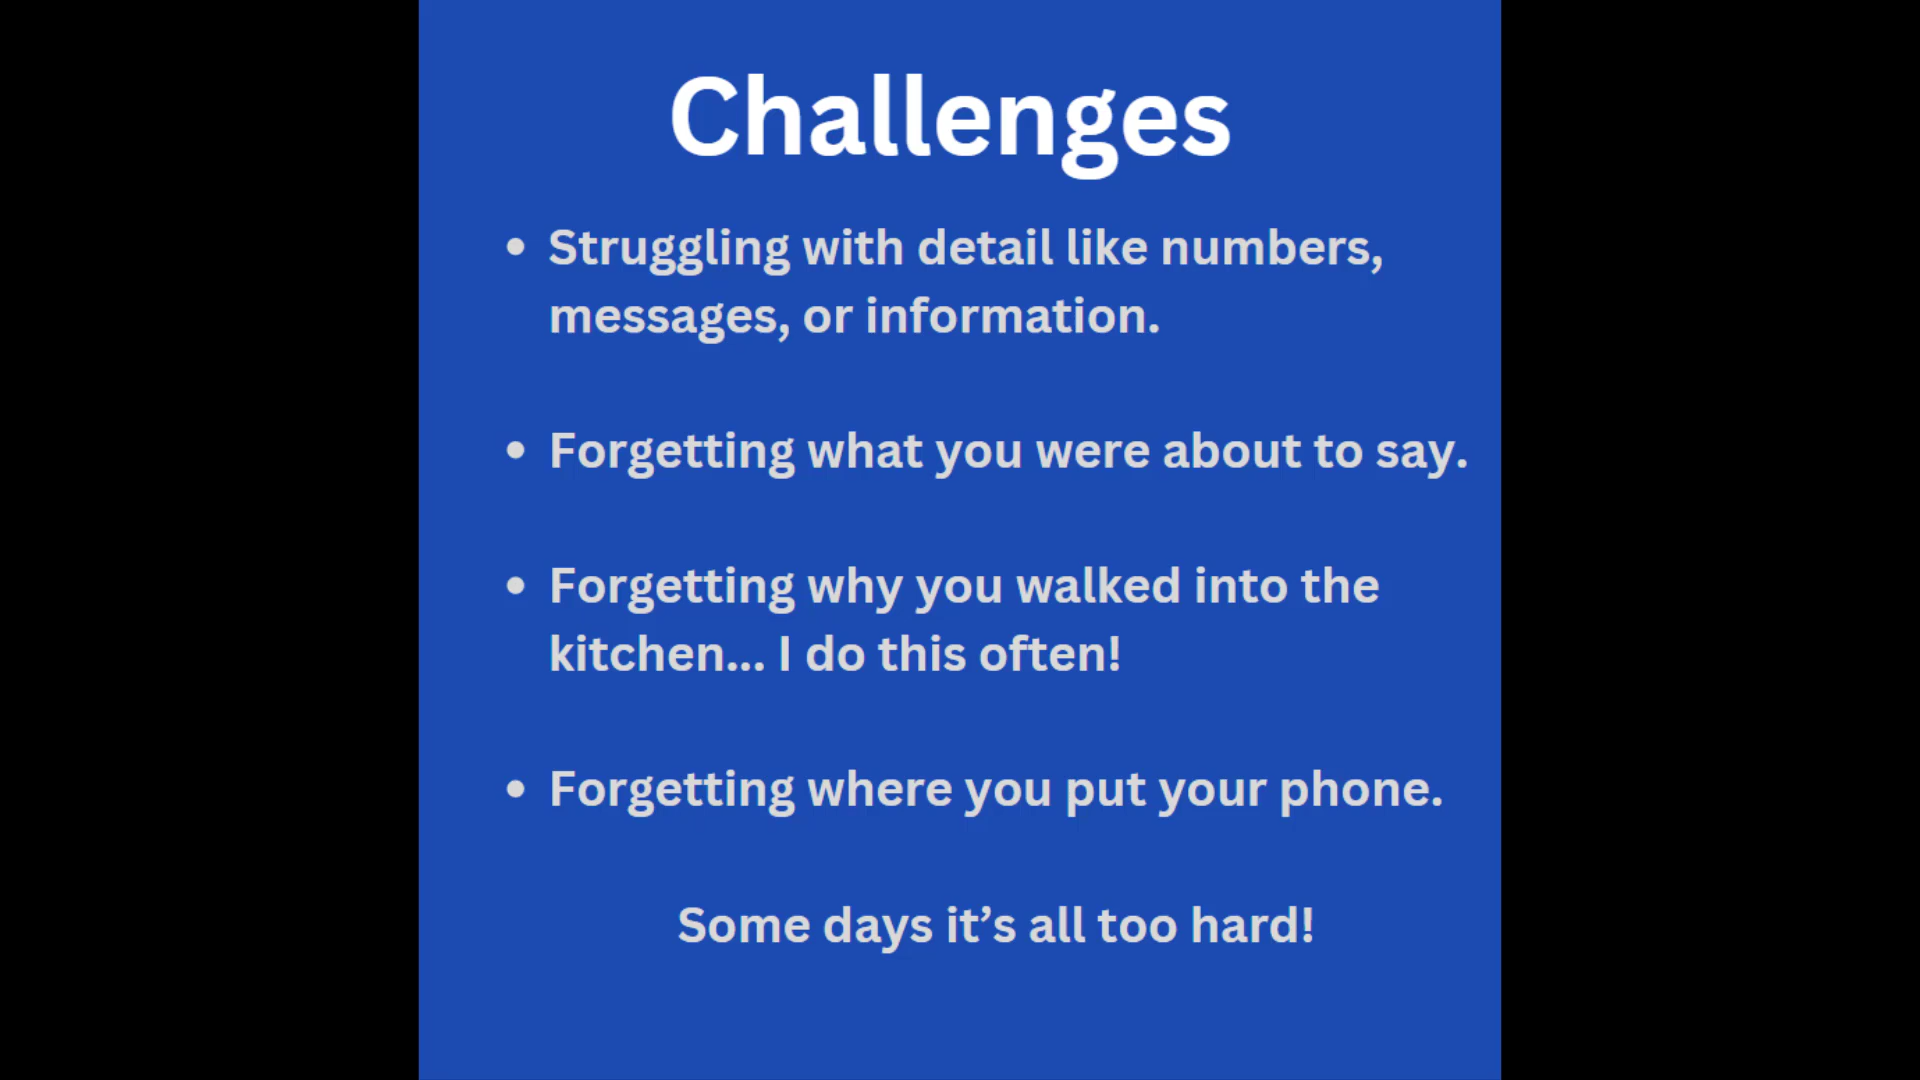 Challenges
• Struggling with detail like numbers,
messages, or information.
• Forgetting what you were about to say.
• Forgetting why you walked into the
kitchen... I do this often!
• Forgetting where you put your phone.
Some days it’s all too hard!